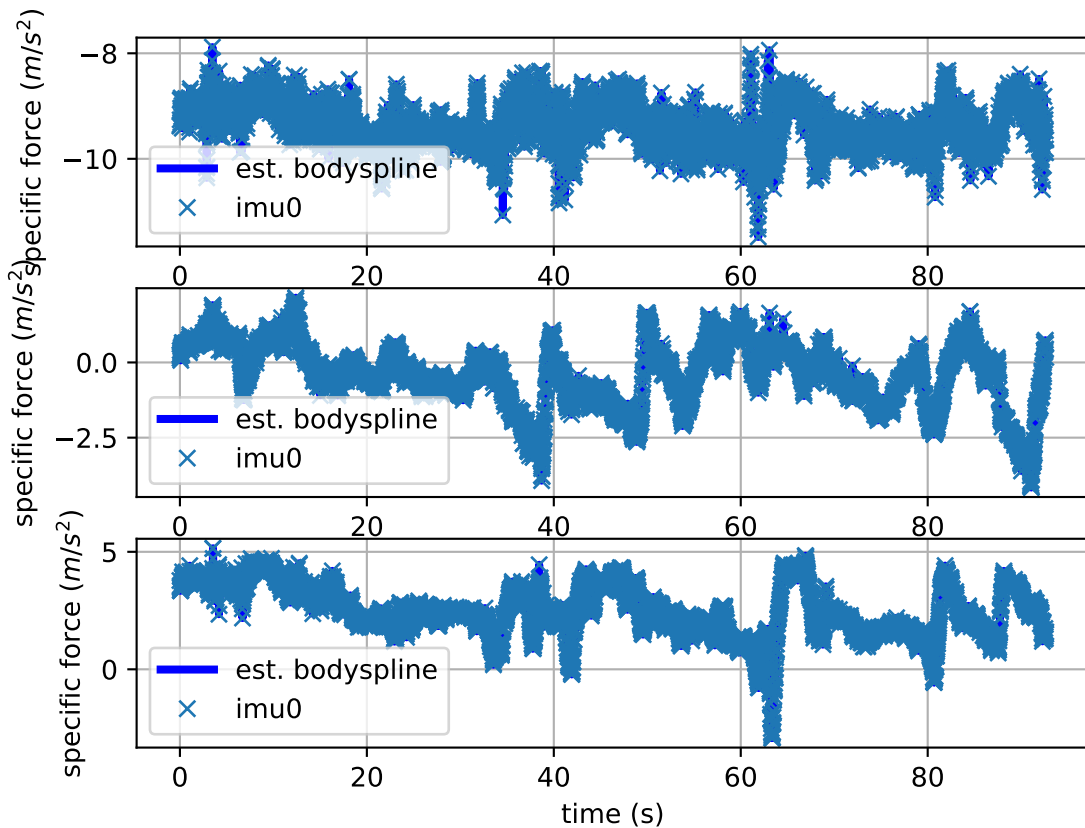 specific force (m/s²)
−8
−10
est. bodyspline
imu0
0 20 40 60 80
specific force (m/s²)
0.0
−2.5
est. bodyspline
imu0
0 20 40 60 80
specific force (m/s²)
5
0
est. bodyspline
imu0
0 20 40 60 80
time (s)